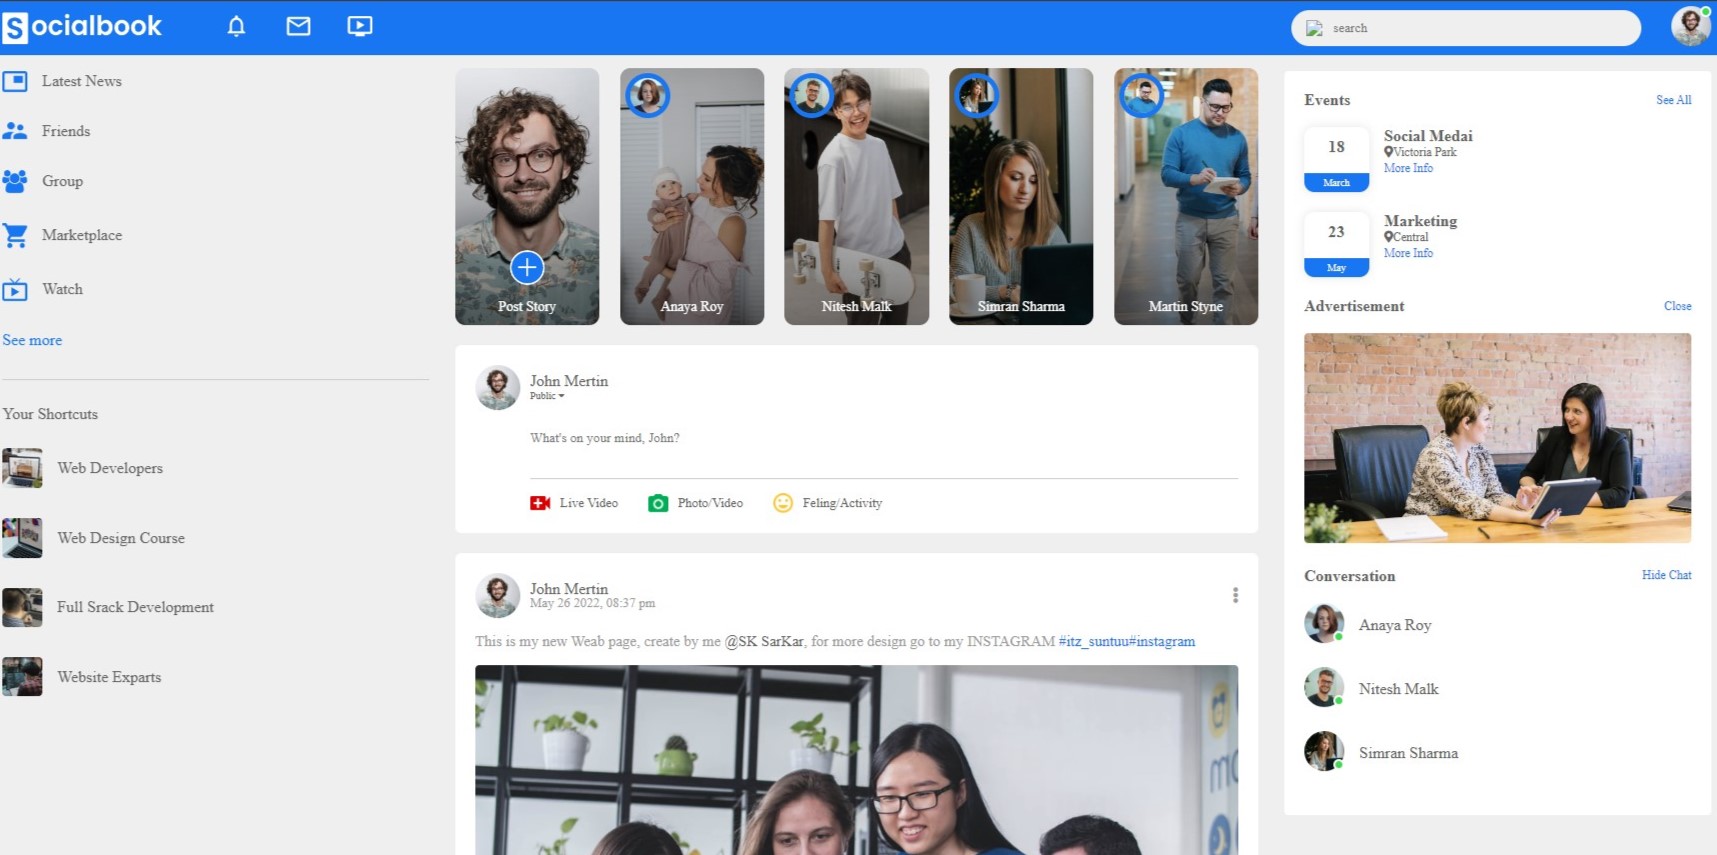 Socialbook
search
Latest News
Friends
Group
Marketplace
Watch
See more
Your Shortcuts
Web Developers
Web Design Course
Full Srack Development
Website Exparts
Post Story
Anaya Roy
Nitesh Malk
Simran Sharma
Martin Styne
John Mertin
Public
What's on your mind, John?
Live Video
Photo/Video
Feling/Activity
John Mertin
May 26 2022, 08:37 pm
This is my new Weab page, create by me @SK SarKar, for more design go to my INSTAGRAM #itz_suntuu#instagram
Events
See All
18
March
Social Medai
Victoria Park
More Info
23
May
Marketing
Central
More Info
Advertisement
Close
Conversation
Hide Chat
Anaya Roy
Nitesh Malk
Simran Sharma